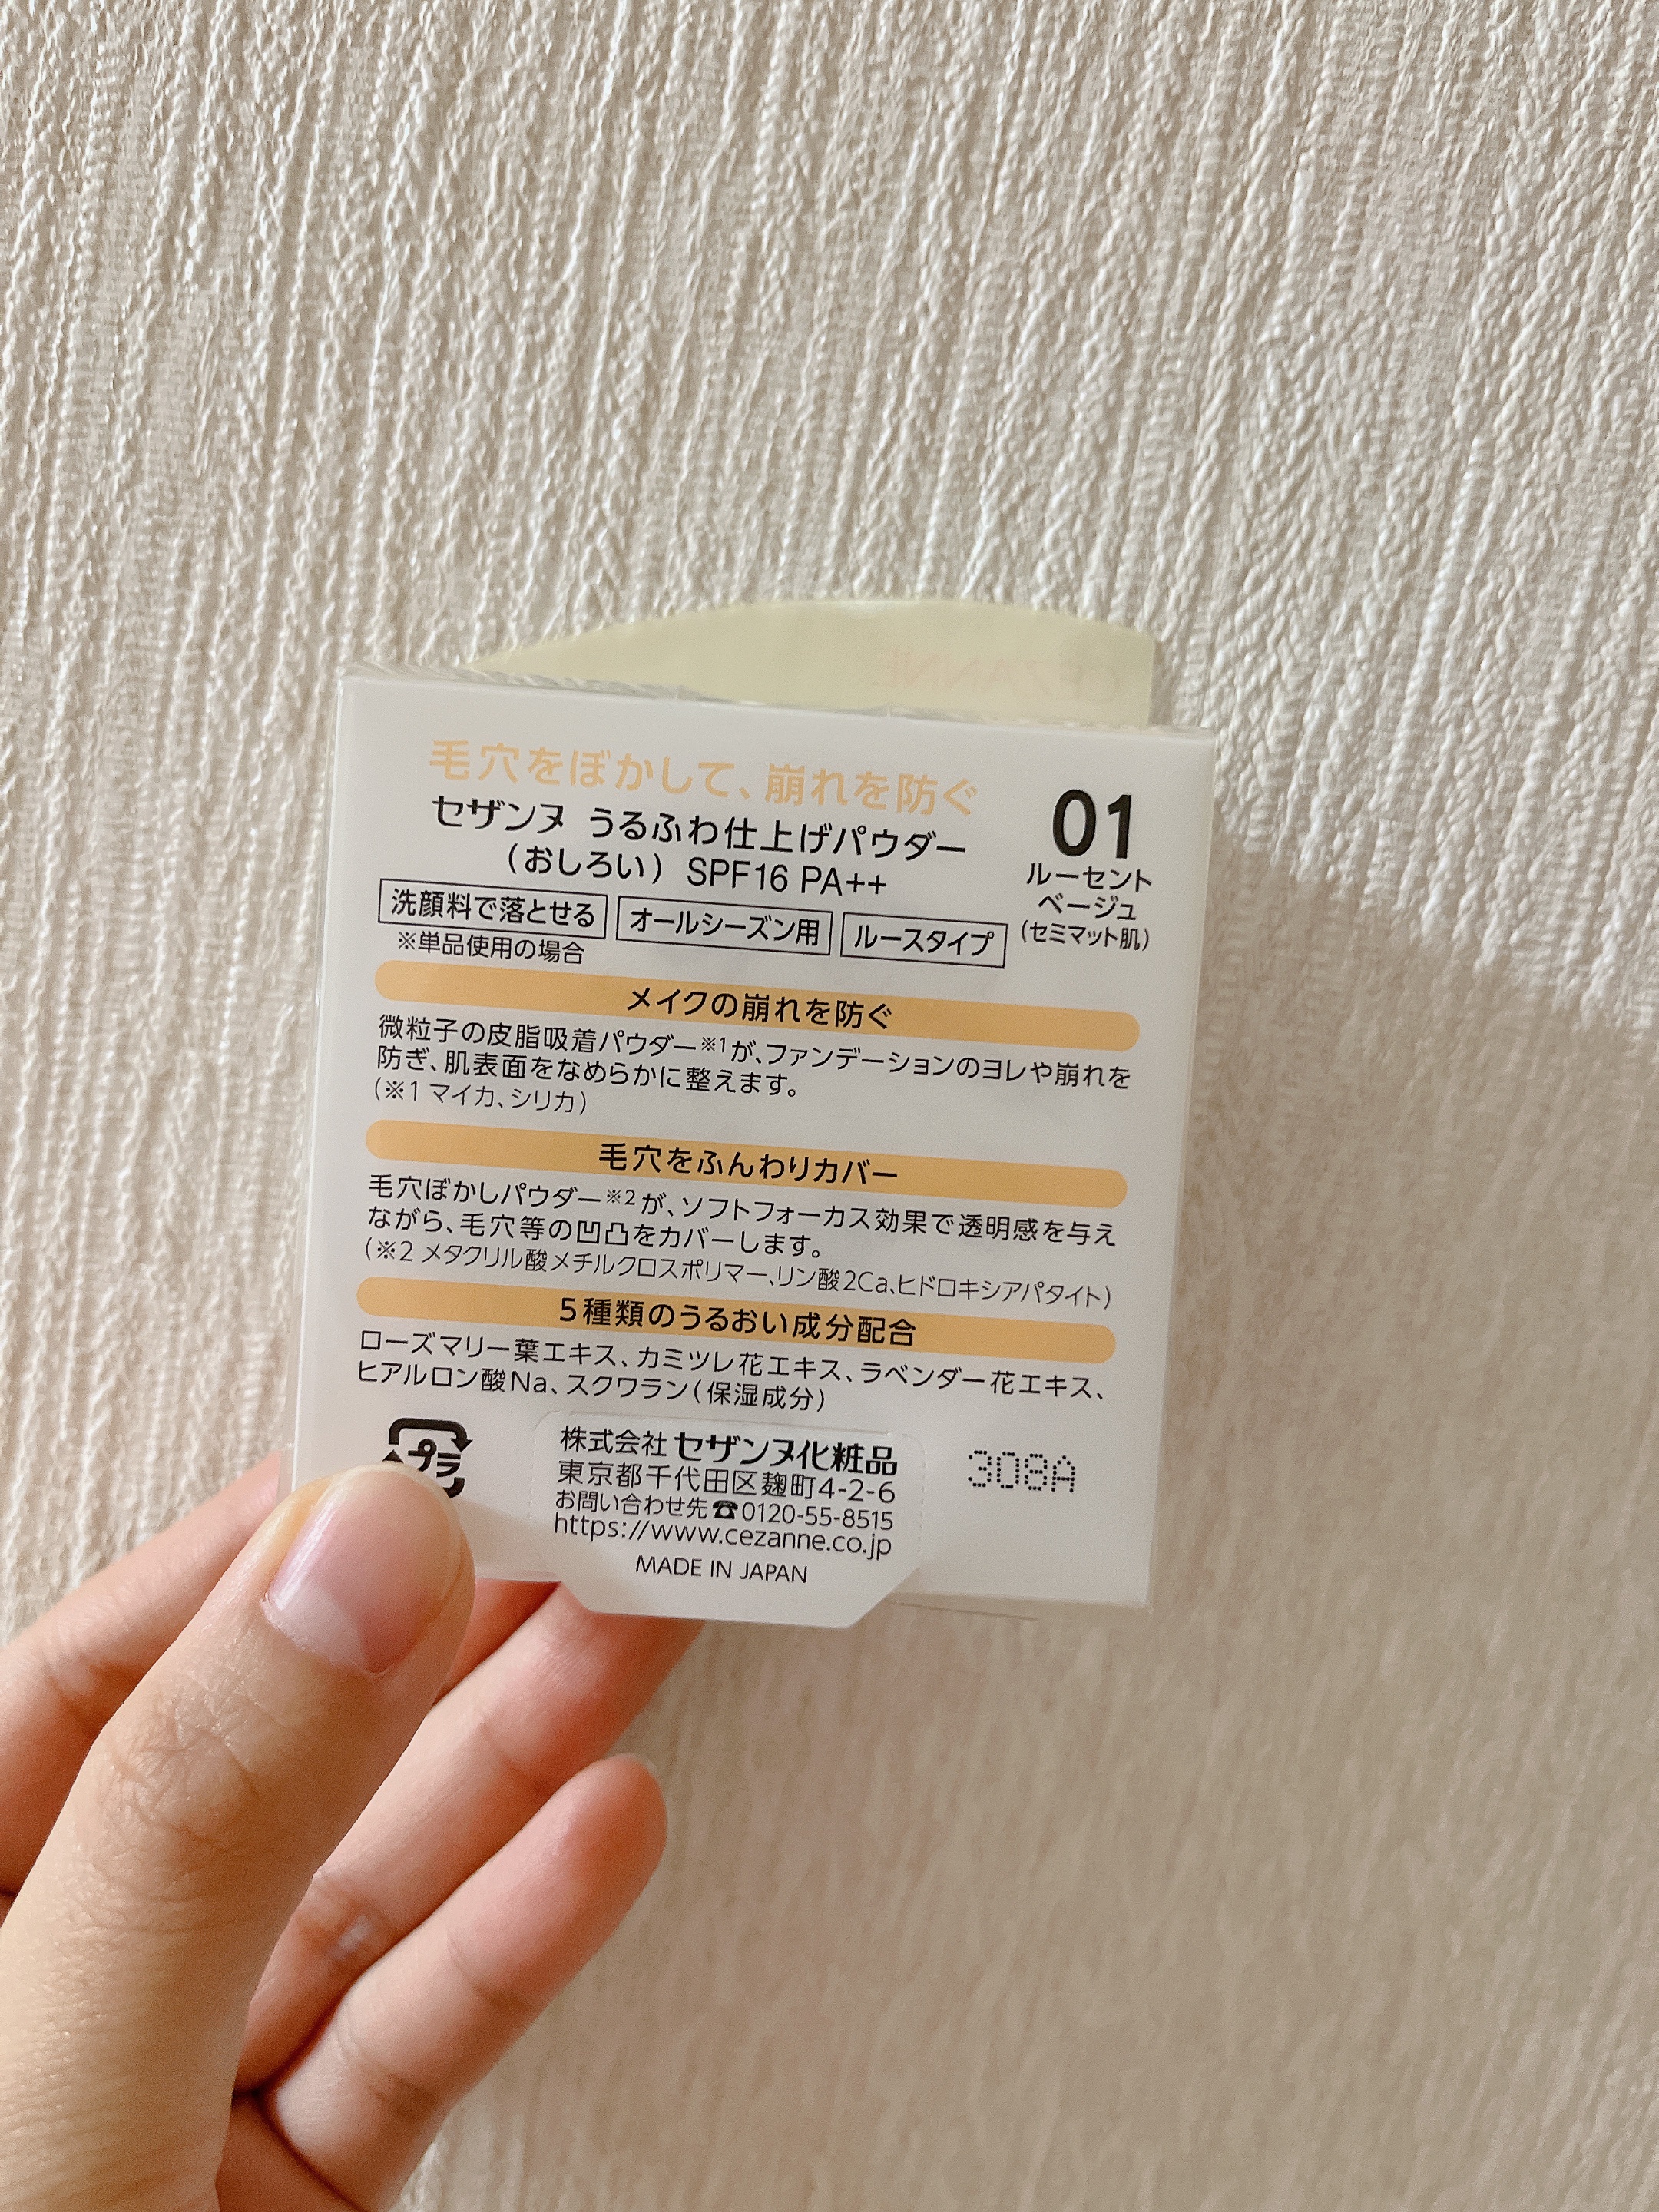 CEZANNE
毛穴をぼかして、崩れを防ぐ
セザンヌ うるふわ仕上げパウダー
(おしろい) SPF16 PA++
01
ルーセント
ベージュ
(セミマット肌)
洗顔料で落とせる オールシーズン用 ルースタイプ
※単品使用の場合
メイクの崩れを防ぐ
微粒子の皮脂吸着パウダー※1が、ファンデーションのヨレや崩れを
防ぎ、肌表面をなめらかに整えます。
(※1 マイカ、シリカ)
毛穴をふんわりカバー
毛穴ぼかしパウダー※2が、ソフトフォーカス効果で透明感を与え
ながら、毛穴等の凹凸をカバーします。
(※2 メタクリル酸メチルクロスポリマー、リン酸2Ca、ヒドロキシアパタイト)
5種類のうるおい成分配合
ローズマリー葉エキス、カミツレ花エキス、ラベンダー花エキス、
ヒアルロン酸Na、スクワラン(保湿成分)
プラ
株式会社 セザンヌ化粧品
東京都千代田区麹町4-2-6
お問い合わせ先☎0120-55-8515
https://www.cezanne.co.jp
MADE IN JAPAN
308A